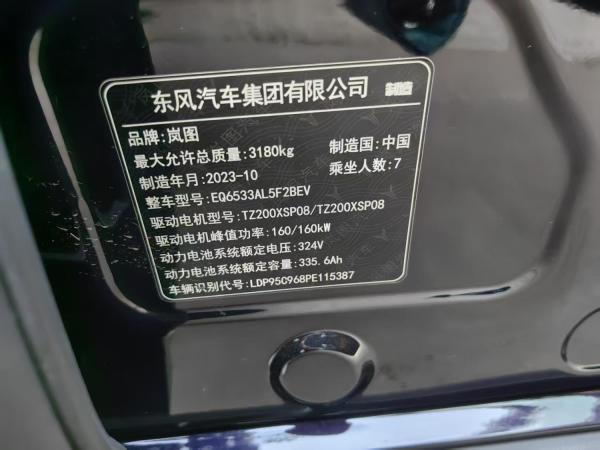 东风汽车集团有限公司 制造
品牌:岚图
最大允许总质量:3180kg 制造国:中国
制造年月:2023-10 乘坐人数:7
整车型号:EQ6533AL5F2BEV
驱动电机型号:TZ200XSP08/TZ200XSP08
驱动电机峰值功率:160/160kW
动力电池系统额定电压:324V
动力电池系统额定容量:335.6Ah
车辆识别代号:LDP95C968PE115387